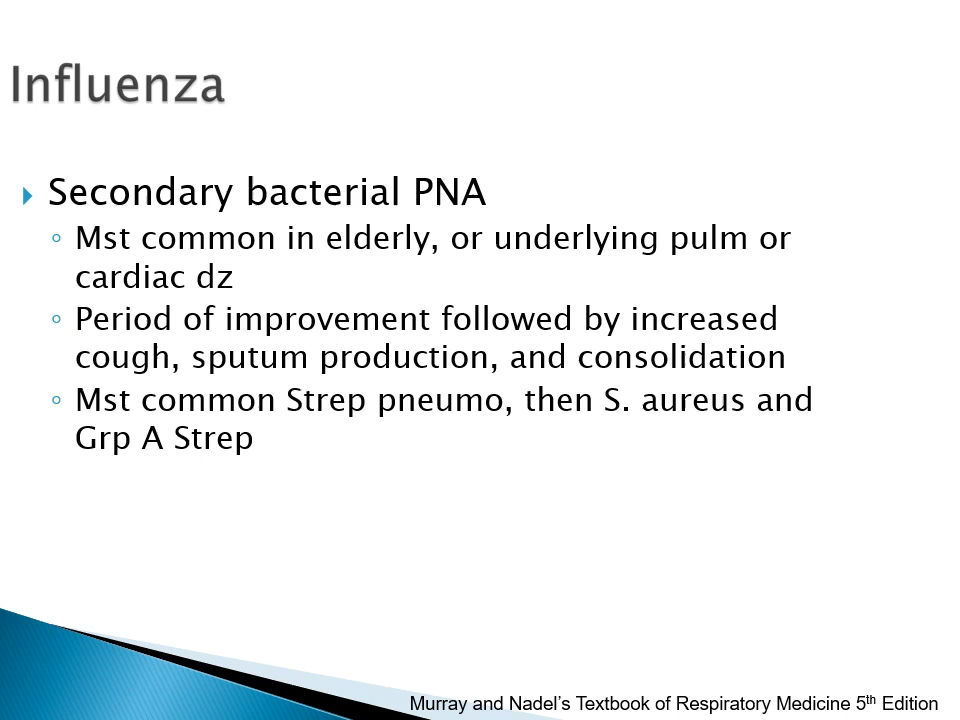 Influenza
Secondary bacterial PNA
Mst common in elderly, or underlying pulm or
cardiac dz
Period of improvement followed by increased
cough, sputum production, and consolidation
Mst common Strep pneumo, then S. aureus and
Grp A Strep
Murray and Nadel’s Textbook of Respiratory Medicine 5th Edition